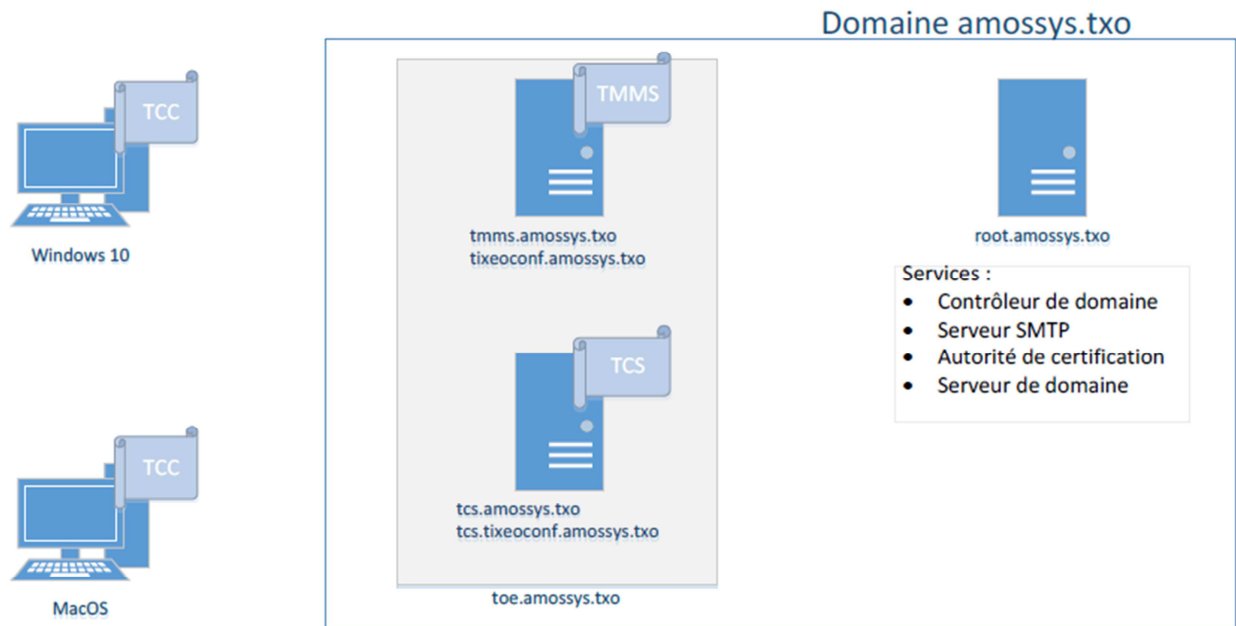 Domaine amossys.txo
TCC
Windows 10
TMMS
tmms.amossys.txo
tixeoconf.amossys.txo
root.amossys.txo
Services :
• Contrôleur de domaine
• Serveur SMTP
• Autorité de certification
• Serveur de domaine
TCS
tcs.amossys.txo
tcs.tixeoconf.amossys.txo
toe.amossys.txo
TCC
MacOS